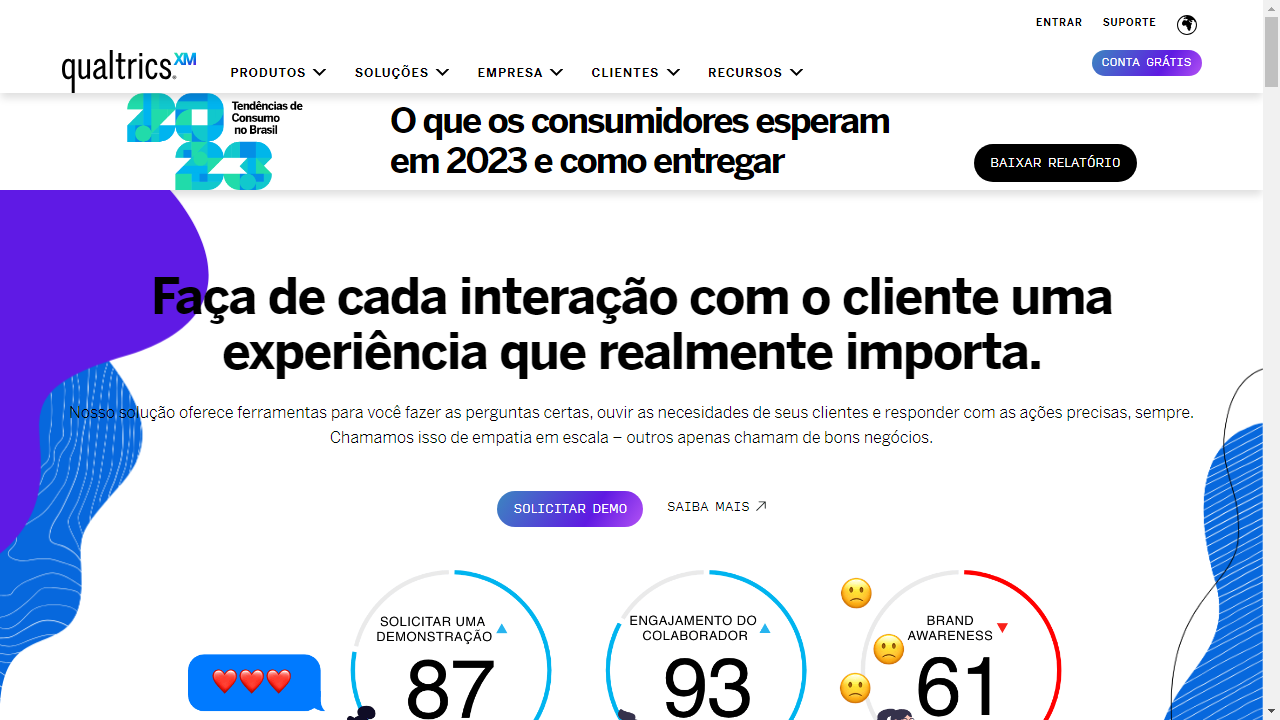 ENTRAR SUPORTE
qualtrics.XM
PRODUTOS SOLUÇÕES EMPRESA CLIENTES RECURSOS
CONTA GRÁTIS
2023
Tendências de
Consumo
no Brasil
O que os consumidores esperam
em 2023 e como entregar
BAIXAR RELATÓRIO
Faça de cada interação com o cliente uma
experiência que realmente importa.
Nosso solução oferece ferramentas para você fazer as perguntas certas, ouvir as necesidades de seus clientes e responder com as ações precisas, sempre.
Chamamos isso de empatia em escala – outros apenas chamam de bons negócios.
SOLICITAR DEMO
SAIBA MAIS
SOLICITAR UMA
DEMONSTRAÇÃO
87
ENGAJAMENTO DO
COLABORADOR
93
BRAND
AWARENESS
61